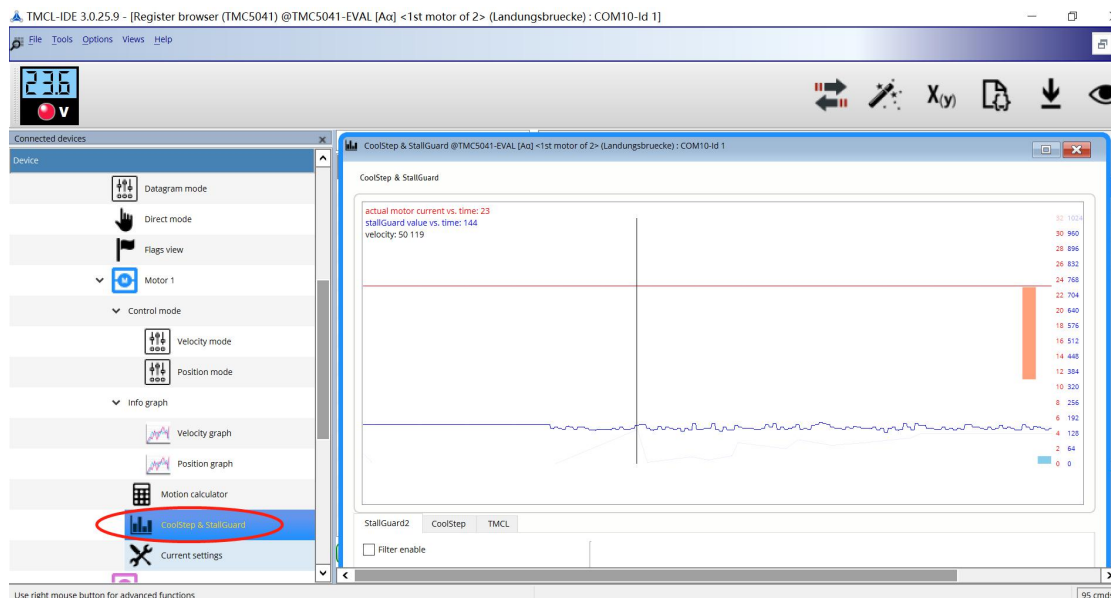 TMCL-IDE 3.0.25.9 - [Register browser (TMC5041) @TMC5041-EVAL [Aα] <1st motor of 2> (Landungsbruecke) : COM10-Id 1]
File Tools Options Views Help
23.6
V
X(y)
Connected devices
Device
Datagram mode
Direct mode
Flags view
Motor 1
Control mode
Velocity mode
Position mode
Info graph
Velocity graph
Position graph
Motion calculator
CoolStep & StallGuard
Current settings
CoolStep & StallGuard @TMC5041-EVAL [Aα] <1st motor of 2> (Landungsbruecke) : COM10-Id 1
CoolStep & StallGuard
actual motor current vs. time: 23
stallGuard value vs. time: 144
velocity: 50 119
32 1024
30 960
28 896
26 832
24 768
22 704
20 640
18 576
16 512
14 448
12 384
10 320
8 256
6 192
4 128
2 64
0 0
StallGuard2 CoolStep TMCL
Filter enable
Use right mouse button for advanced functions
95 cmds